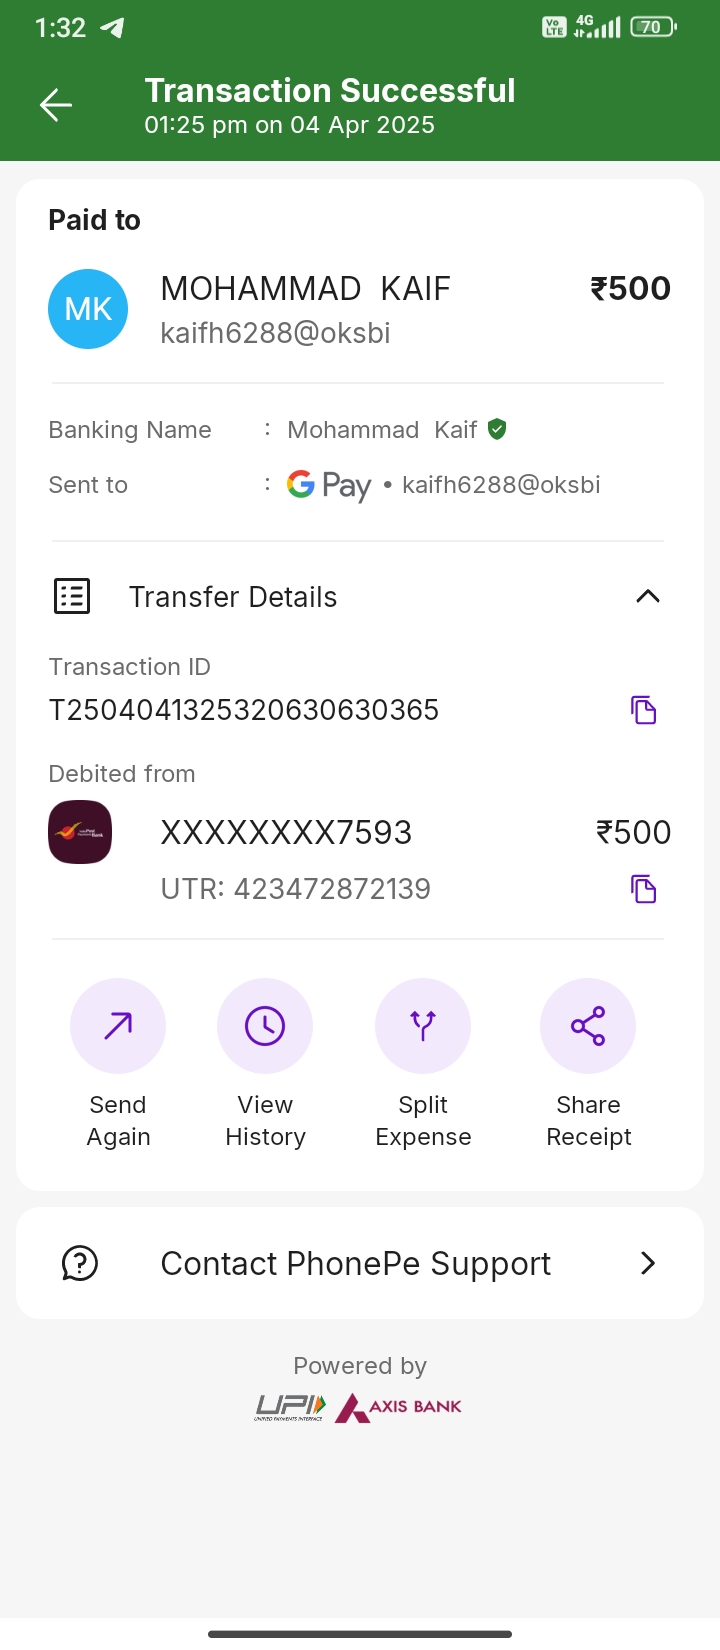 1:32
Vo LTE 4G 70
Transaction Successful
01:25 pm on 04 Apr 2025
Paid to
MK MOHAMMAD KAIF ₹500
kaifh6288@oksbi
Banking Name : Mohammad Kaif
Sent to : G Pay • kaifh6288@oksbi
Transfer Details
Transaction ID
T2504041325320630630365
Debited from
XXXXXXXX7593 ₹500
UTR: 423472872139
Send Again
View History
Split Expense
Share Receipt
Contact PhonePe Support
Powered by
UPI AXIS BANK
UNIFIED PAYMENTS INTERFACE